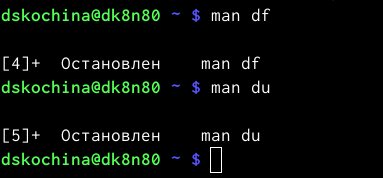 dskochina@dk8n80 ~ $ man df
[4]+  Остановлен    man df
dskochina@dk8n80 ~ $ man du
[5]+  Остановлен    man du
dskochina@dk8n80 ~ $